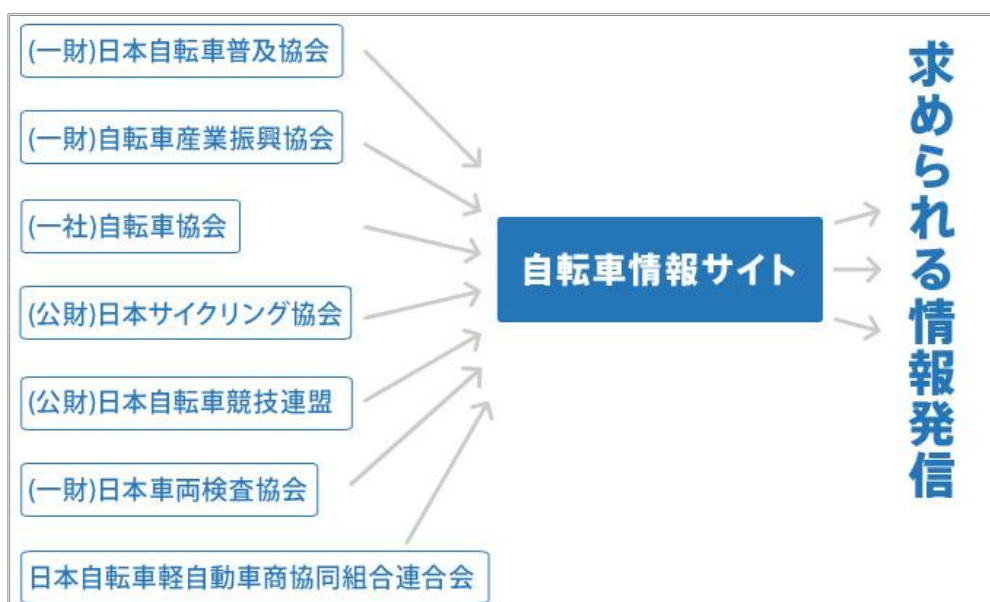 (一財)日本自転車普及協会
(一財)自転車産業振興協会
(一社)自転車協会
(公財)日本サイクリング協会
(公財)日本自転車競技連盟
(一財)日本車両検査協会
日本自転車軽自動車商協同組合連合会
自転車情報サイト
求められる情報発信